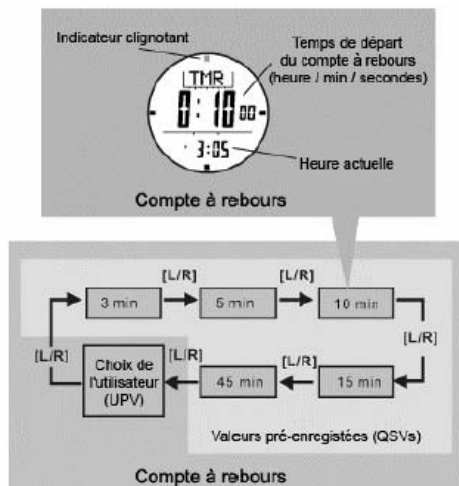 Indicateur clignotant
Temps de départ
du compte à rebours
(heure / min / secondes)
TMR
0:10 00
3:05
Heure actuelle
Compte à rebours
[L/R]
[L/R]
3 min
5 min
10 min
[L/R]
[L/R]
[L/R]
[L/R]
Choix de
l'utilisateur
(UPV)
45 min
15 min
Valeurs pré-enregistées (QSVs)
Compte à rebours